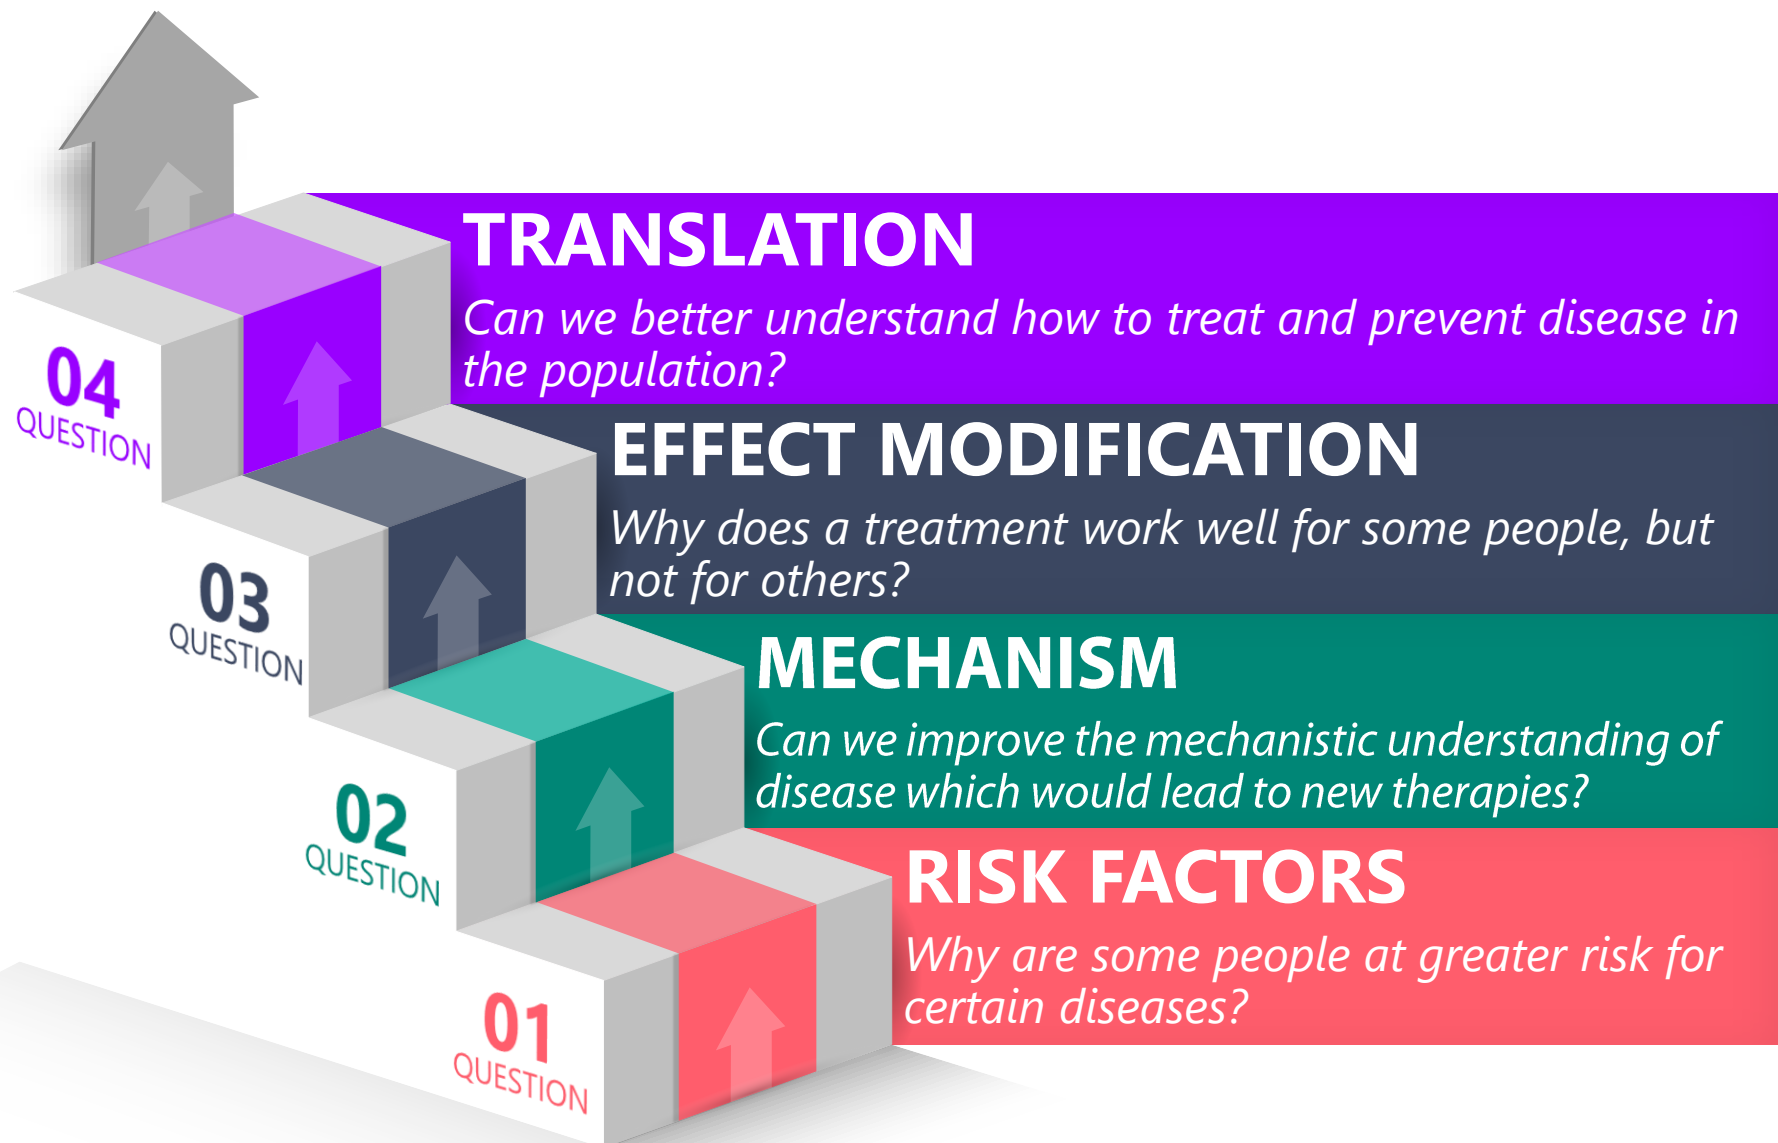 TRANSLATION
Can we better understand how to treat and prevent disease in
the population?
04
QUESTION
EFFECT MODIFICATION
Why does a treatment work well for some people, but
not for others?
03
QUESTION
MECHANISM
Can we improve the mechanistic understanding of
disease which would lead to new therapies?
02
QUESTION
RISK FACTORS
Why are some people at greater risk for
certain diseases?
01
QUESTION